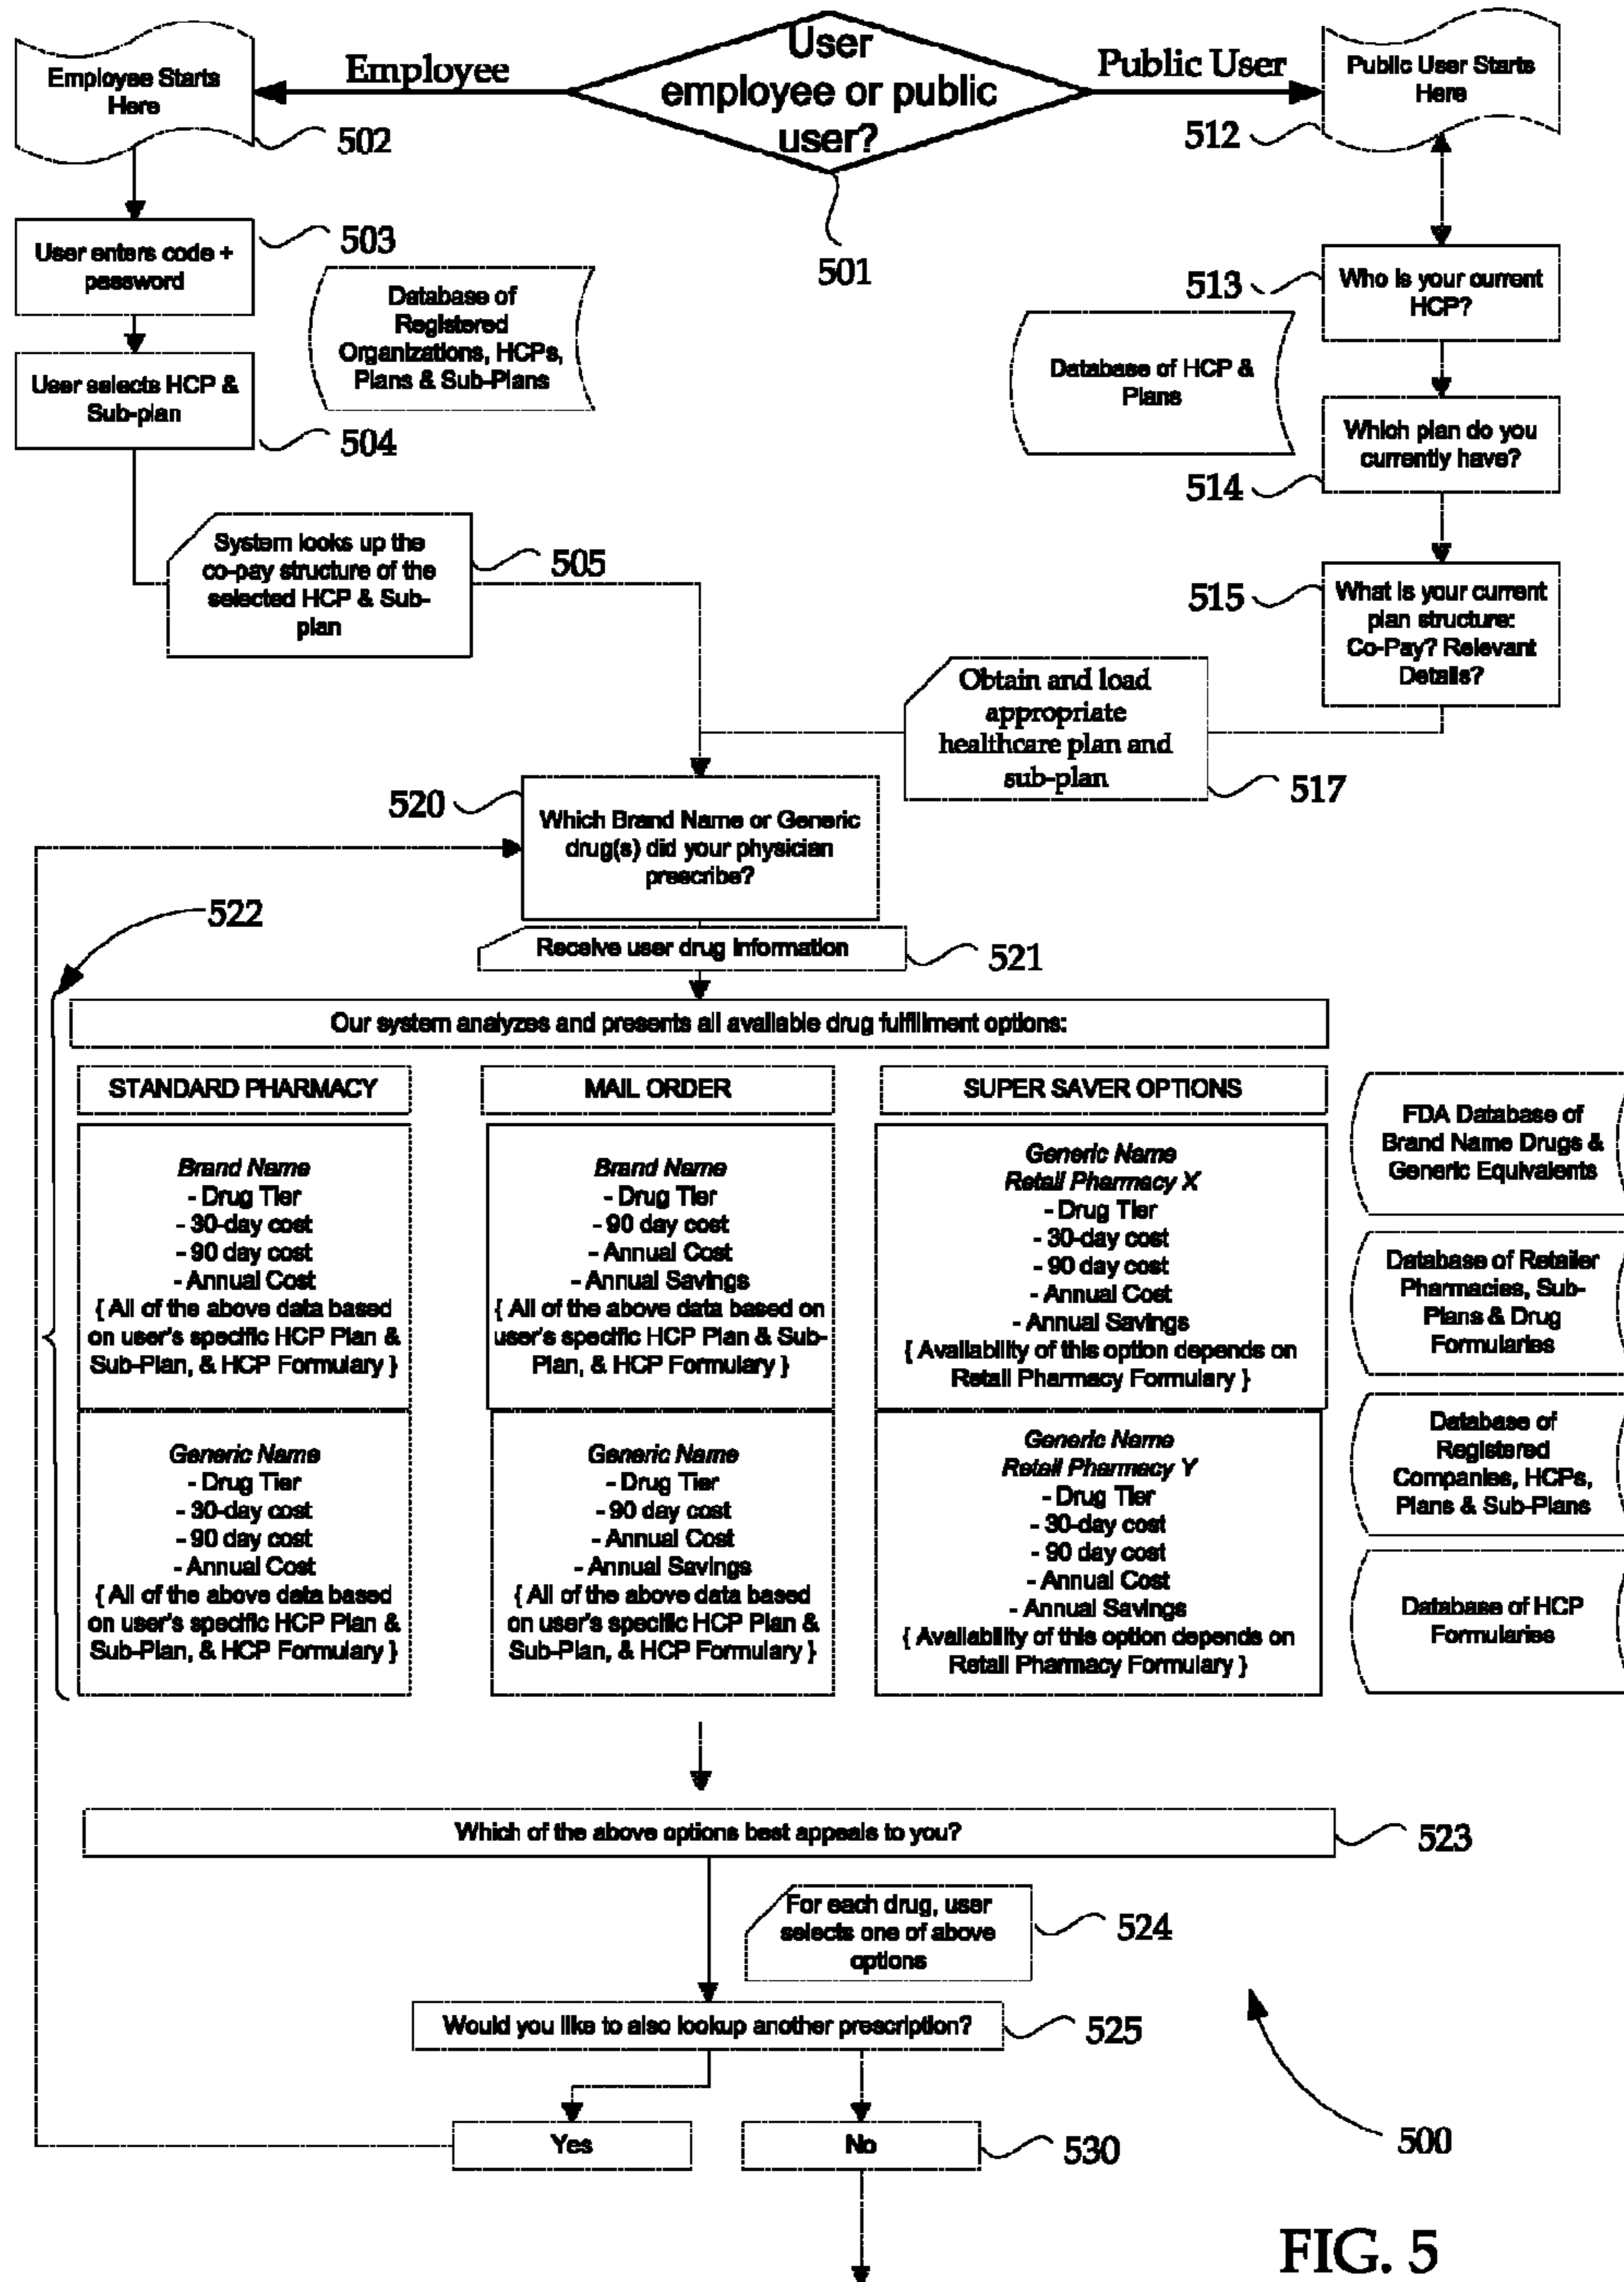 User
employee or public
user?
501
Employee
Public User
Employee Starts
Here
502
Public User Starts
Here
512
User enters code +
password
503
Database of
Registered
Organizations, HCPs,
Plans & Sub-Plans
User selects HCP &
Sub-plan
504
System looks up the
co-pay structure of the
selected HCP & Sub-
plan
505
513
Who is your current
HCP?
Database of HCP &
Plans
Which plan do you
currently have?
514
515
What is your current
plan structure:
Co-Pay? Relevant
Details?
Obtain and load
appropriate
healthcare plan and
sub-plan
517
520
Which Brand Name or Generic
drug(s) did your physician
prescribe?
522
Receive user drug information
521
Our system analyzes and presents all available drug fulfillment options:
STANDARD PHARMACY
Brand Name
- Drug Tier
- 30-day cost
- 90 day cost
- Annual Cost
{ All of the above data based
on user's specific HCP Plan &
Sub-Plan, & HCP Formulary }
Generic Name
- Drug Tier
- 30-day cost
- 90 day cost
- Annual Cost
{ All of the above data based
on user's specific HCP Plan &
Sub-Plan, & HCP Formulary }
MAIL ORDER
Brand Name
- Drug Tier
- 90 day cost
- Annual Cost
- Annual Savings
{ All of the above data based on
user's specific HCP Plan & Sub-
Plan, & HCP Formulary }
Generic Name
- Drug Tier
- 90 day cost
- Annual Cost
- Annual Savings
{ All of the above data based
on user's specific HCP Plan &
Sub-Plan, & HCP Formulary }
SUPER SAVER OPTIONS
Generic Name
Retail Pharmacy X
- Drug Tier
- 30-day cost
- 90 day cost
- Annual Cost
- Annual Savings
{ Availability of this option depends on
Retail Pharmacy Formulary }
Generic Name
Retail Pharmacy Y
- Drug Tier
- 30-day cost
- 90 day cost
- Annual Cost
- Annual Savings
{ Availability of this option depends on
Retail Pharmacy Formulary }
FDA Database of
Brand Name Drugs &
Generic Equivalents
Database of Retailer
Pharmacies, Sub-
Plans & Drug
Formularies
Database of
Registered
Companies, HCPs,
Plans & Sub-Plans
Database of HCP
Formularies
Which of the above options best appeals to you?
523
For each drug, user
selects one of above
options
524
Would you like to also lookup another prescription?
525
Yes
No
530
500
FIG. 5